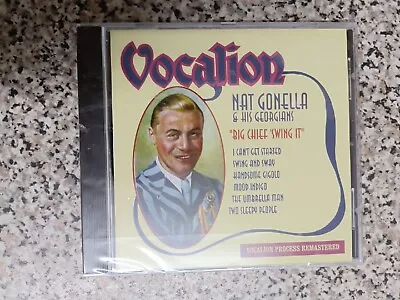 Vocalion
NAT GONELLA
& HIS GEORGIANS
"BIG CHIEF 'SWING IT'"
I CAN'T GET STARTED
SWING AND SWAY
HANDSOME GIGOLO
MOOD INDIGO
THE UMBRELLA MAN
TWO SLEEPY PEOPLE
VOCALION PROCESS REMASTERED